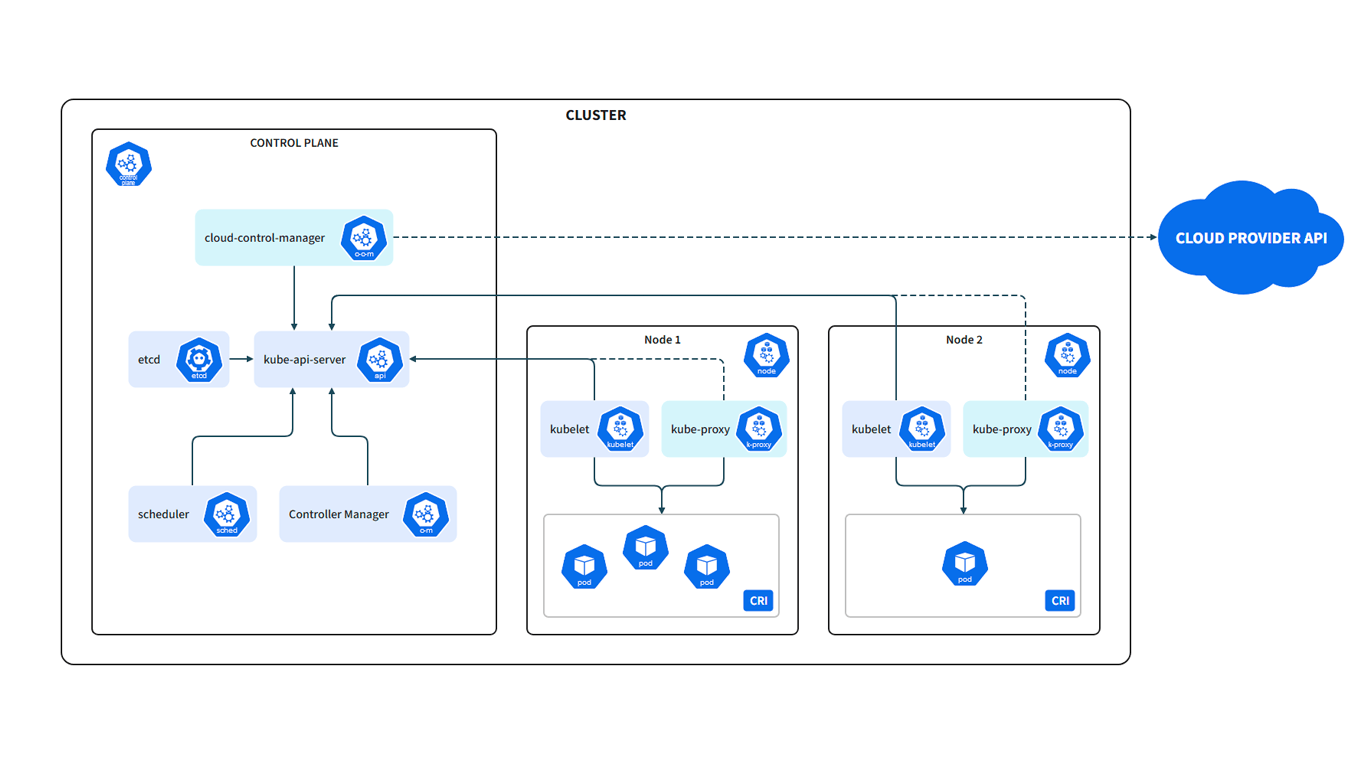 CLUSTER
CONTROL PLANE
control
plane
cloud-control-manager
c-c-m
CLOUD PROVIDER API
etcd
etcd
kube-api-server
api
scheduler
sched
Controller Manager
c-m
Node 1
node
kubelet
kubelet
kube-proxy
k-proxy
pod
pod
pod
CRI
Node 2
node
kubelet
kubelet
kube-proxy
k-proxy
pod
CRI